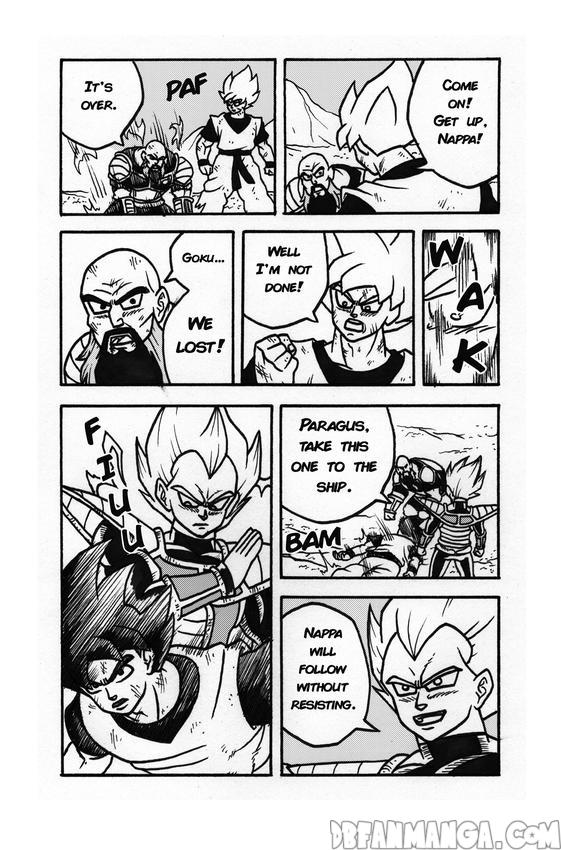 It's
over.
PAF
Come
on!
Get up,
Nappa!
Goku...
We
lost!
Well
I'm not
done!
WAK
FIUU
Paragus,
take this
one to the
ship.
BAM
Nappa
will
follow
without
resisting.
DBFANMANGA.COM